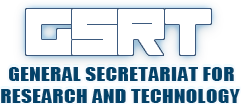 GSRT
GENERAL SECRETARIAT FOR
RESEARCH AND TECHNOLOGY